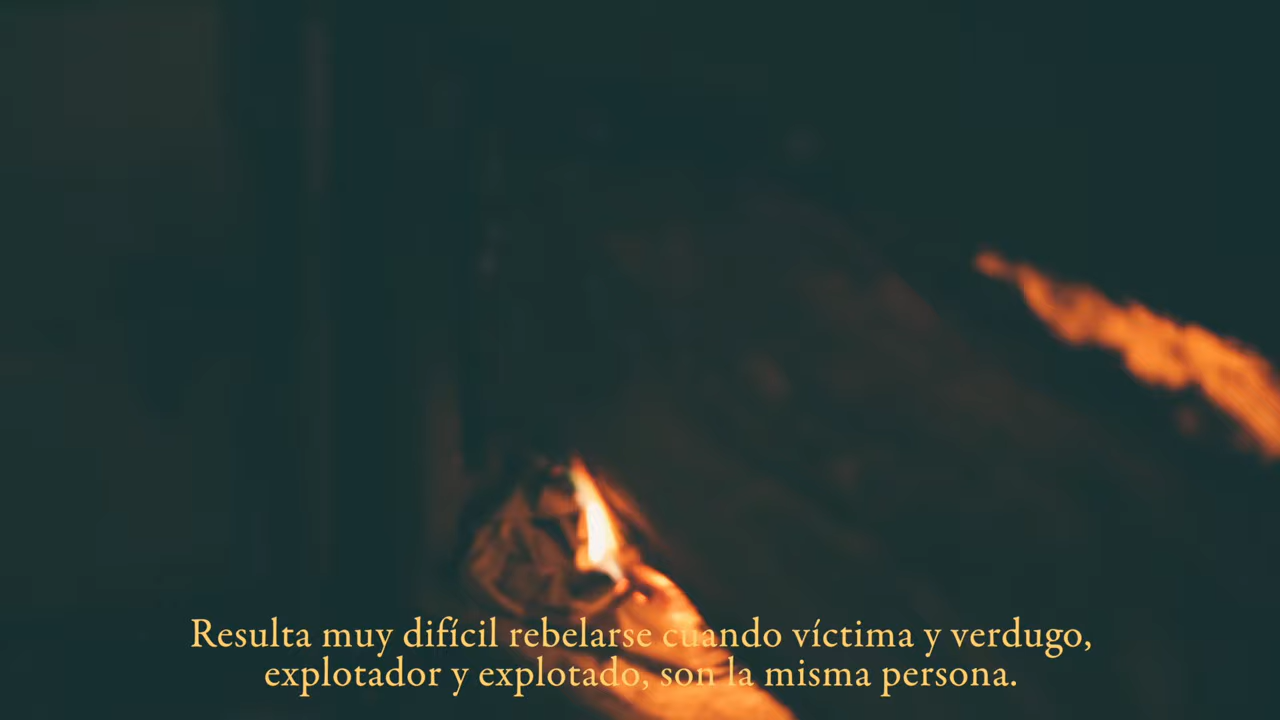 Resulta muy difícil rebelarse cuando víctima y verdugo,
explotador y explotado, son la misma persona.